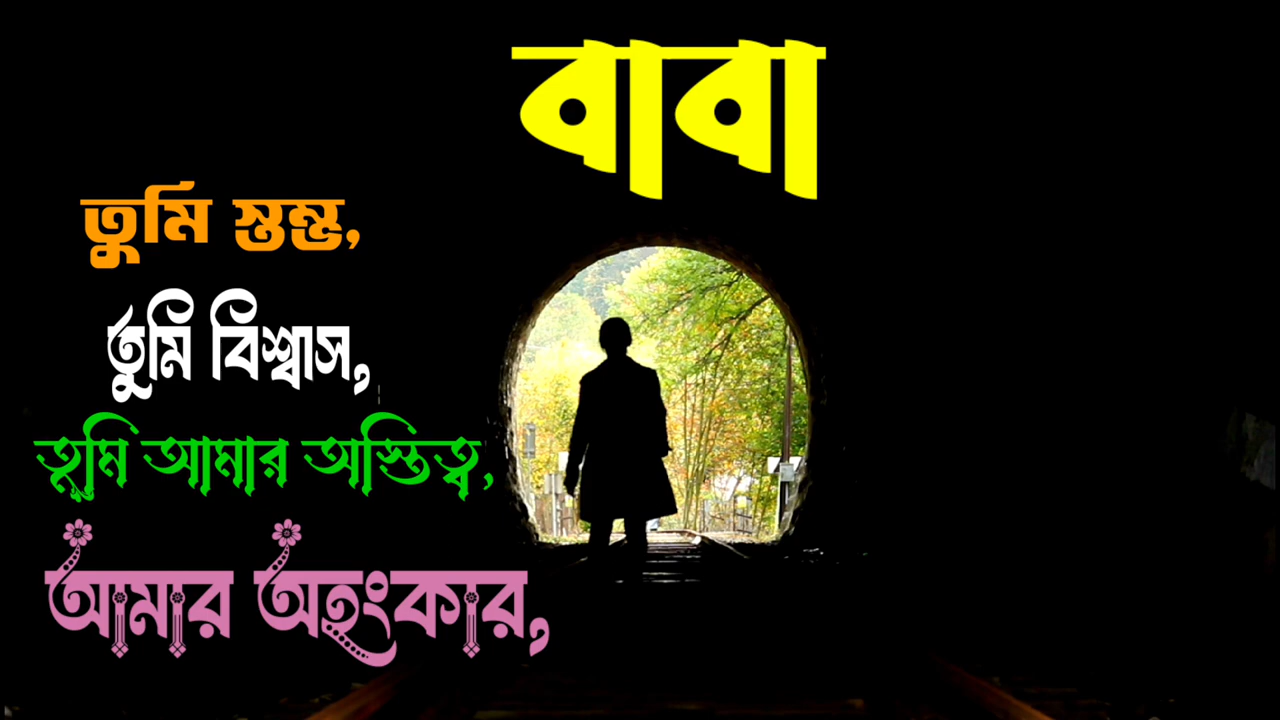 বাবা
তুমি স্তম্ভ,
তুমি বিশ্বাস,
তুমি আমার অস্তিত্ব,
আমার অহংকার,